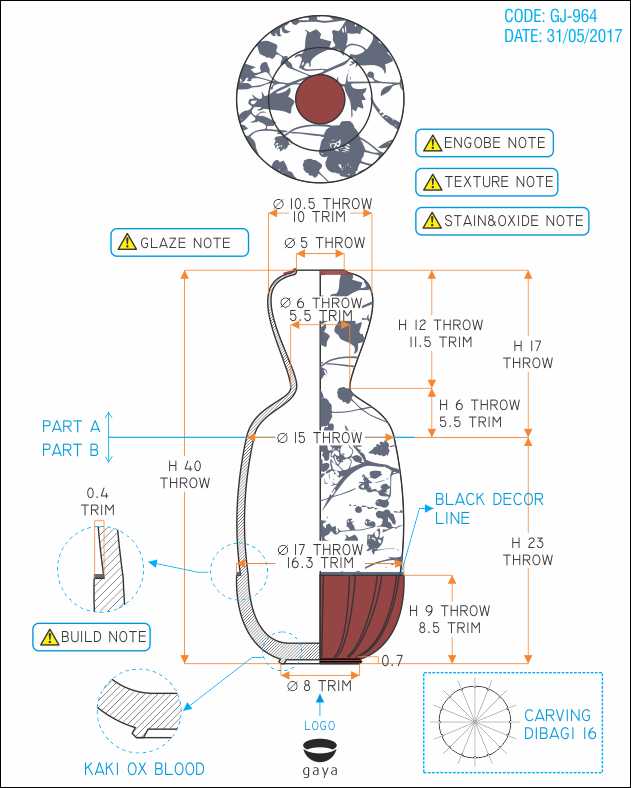 CODE: GJ-964
DATE: 31/05/2017
ENGOBE NOTE
TEXTURE NOTE
STAIN&OXIDE NOTE
GLAZE NOTE
Ø 10.5 THROW
10 TRIM
Ø 5 THROW
Ø 6 THROW
5.5 TRIM
H 12 THROW
11.5 TRIM
H 17
THROW
H 6 THROW
5.5 TRIM
PART A
PART B
Ø 15 THROW
H 40
THROW
0.4
TRIM
BLACK DECOR
LINE
H 23
THROW
Ø 17 THROW
16.3 TRIM
H 9 THROW
8.5 TRIM
BUILD NOTE
0.7
Ø 8 TRIM
LOGO
gaya
KAKI OX BLOOD
CARVING
DIBAGI 16